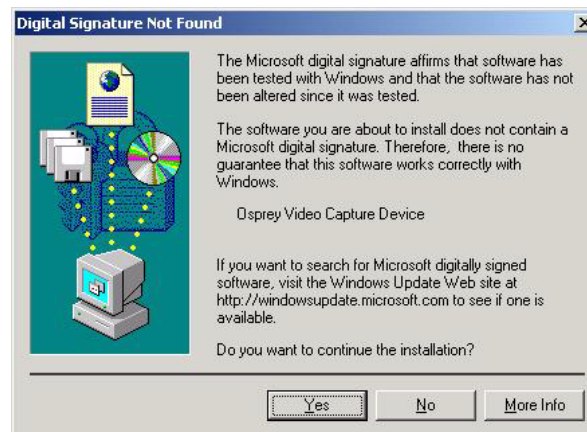 Digital Signature Not Found
The Microsoft digital signature affirms that software has
been tested with Windows and that the software has not
been altered since it was tested.
The software you are about to install does not contain a
Microsoft digital signature. Therefore, there is no
guarantee that this software works correctly with
Windows.
Osprey Video Capture Device
If you want to search for Microsoft digitally signed
software, visit the Windows Update Web site at
http://windowsupdate.microsoft.com to see if one is
available.
Do you want to continue the installation?
Yes No More Info